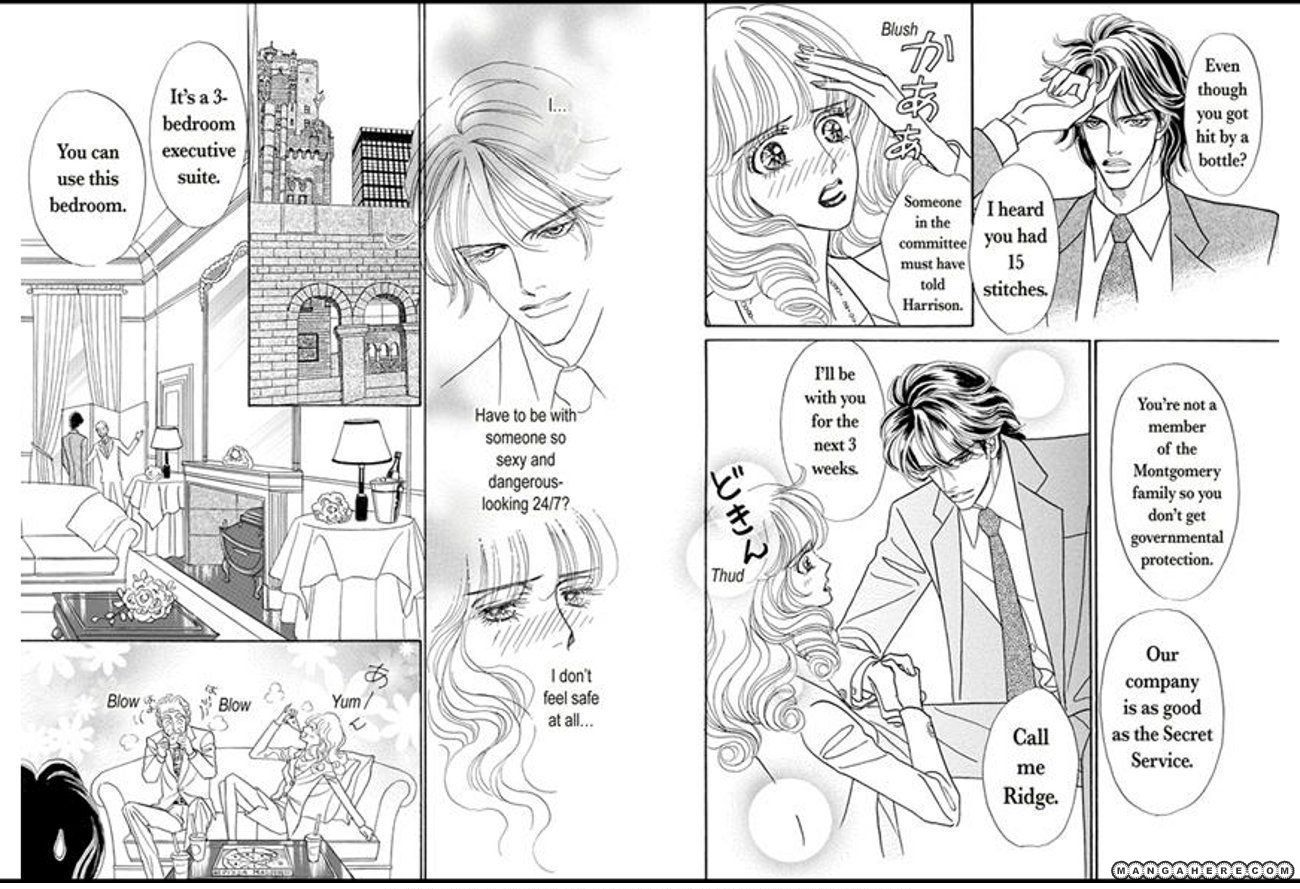 Even
though
you got
hit by a
bottle?
I heard
you had
15
stitches.
Blush
かあぁ
Someone
in the
committee
must have
told
Harrison.
You're not a
member
of the
Montgomery
family so you
don't get
governmental
protection.
Our
company
is as good
as the Secret
Service.
I'll be
with you
for the
next 3
weeks.
どきん
Thud
Call
me
Ridge.
I...
Have to be with
someone so
sexy and
dangerous-
looking 24/7?
I don't
feel safe
at all...
It's a 3-
bedroom
executive
suite.
You can
use this
bedroom.
Yum
Blow
Blow
MANGAHERE.COM